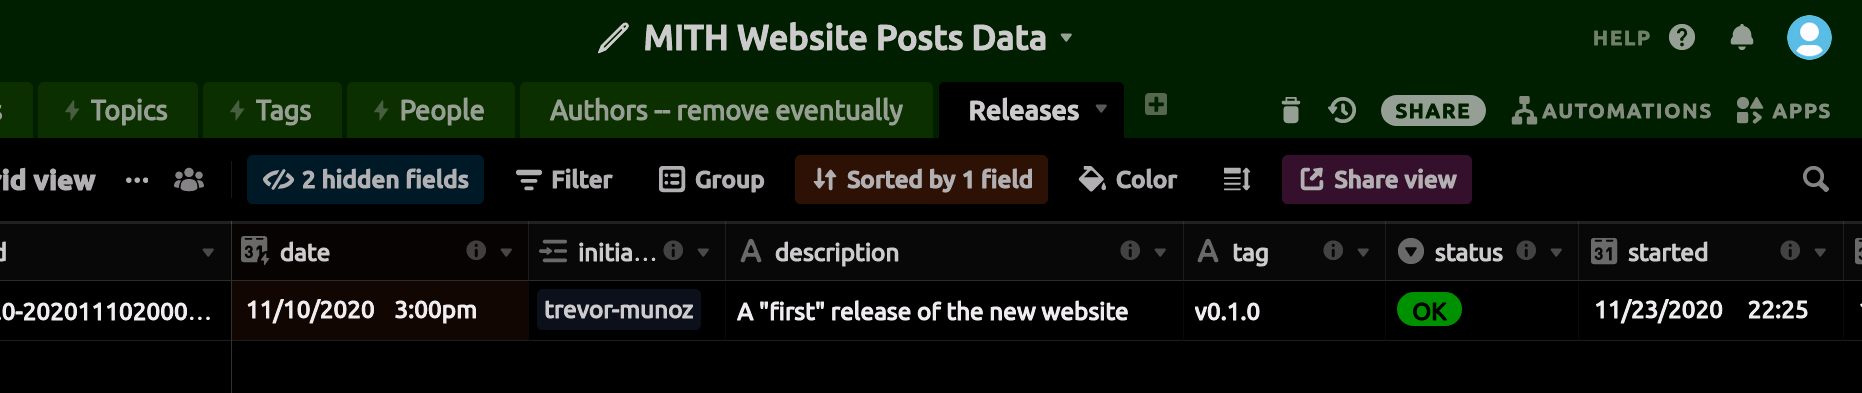 MITH Website Posts Data
HELP
s Topics Tags People Authors -- remove eventually Releases
SHARE AUTOMATIONS APPS
rid view ... 2 hidden fields Filter Group Sorted by 1 field Color Share view
d 31 date initia... A description A tag status 31 started
.0-202011102000... 11/10/2020 3:00pm trevor-munoz A "first" release of the new website v0.1.0 OK 11/23/2020 22:25